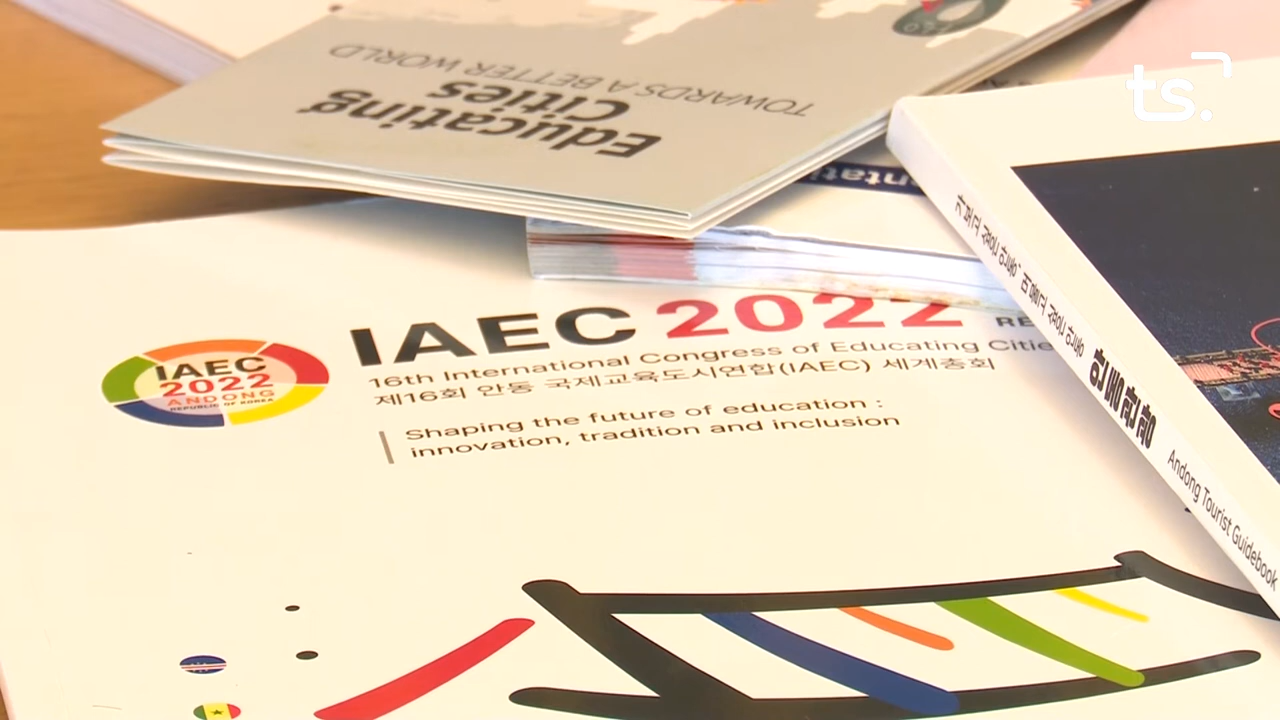 ts.
Educating
Cities
TOWARDS A BETTER WORLD
IAEC 2022
16th International Congress of Educating Citie
제16회 안동 국제교육도시연합(IAEC) 세계총회
Shaping the future of education :
innovation, tradition and inclusion
IAEC
2022
ANDONG
REPUBLIC OF KOREA
RE
Andong Tourist Guidebook